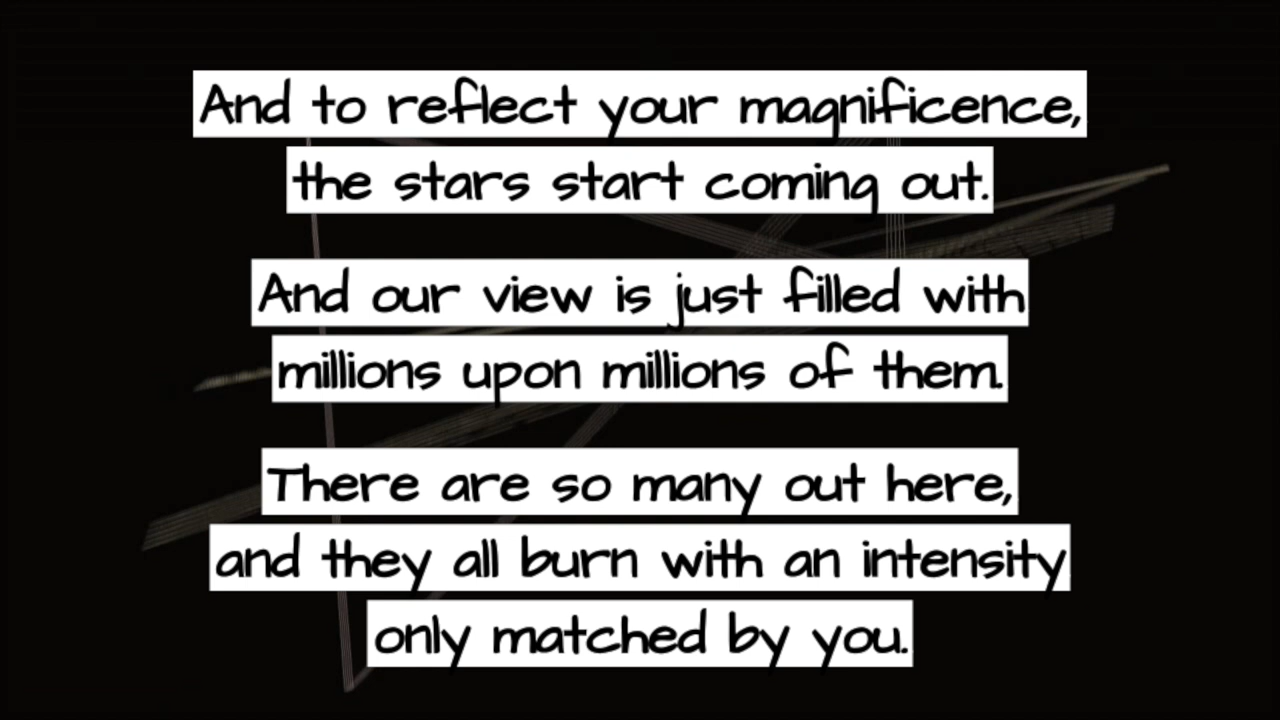 And to reflect your magnificence,
the stars start coming out.
And our view is just filled with
millions upon millions of them.
There are so many out here,
and they all burn with an intensity
only matched by you.